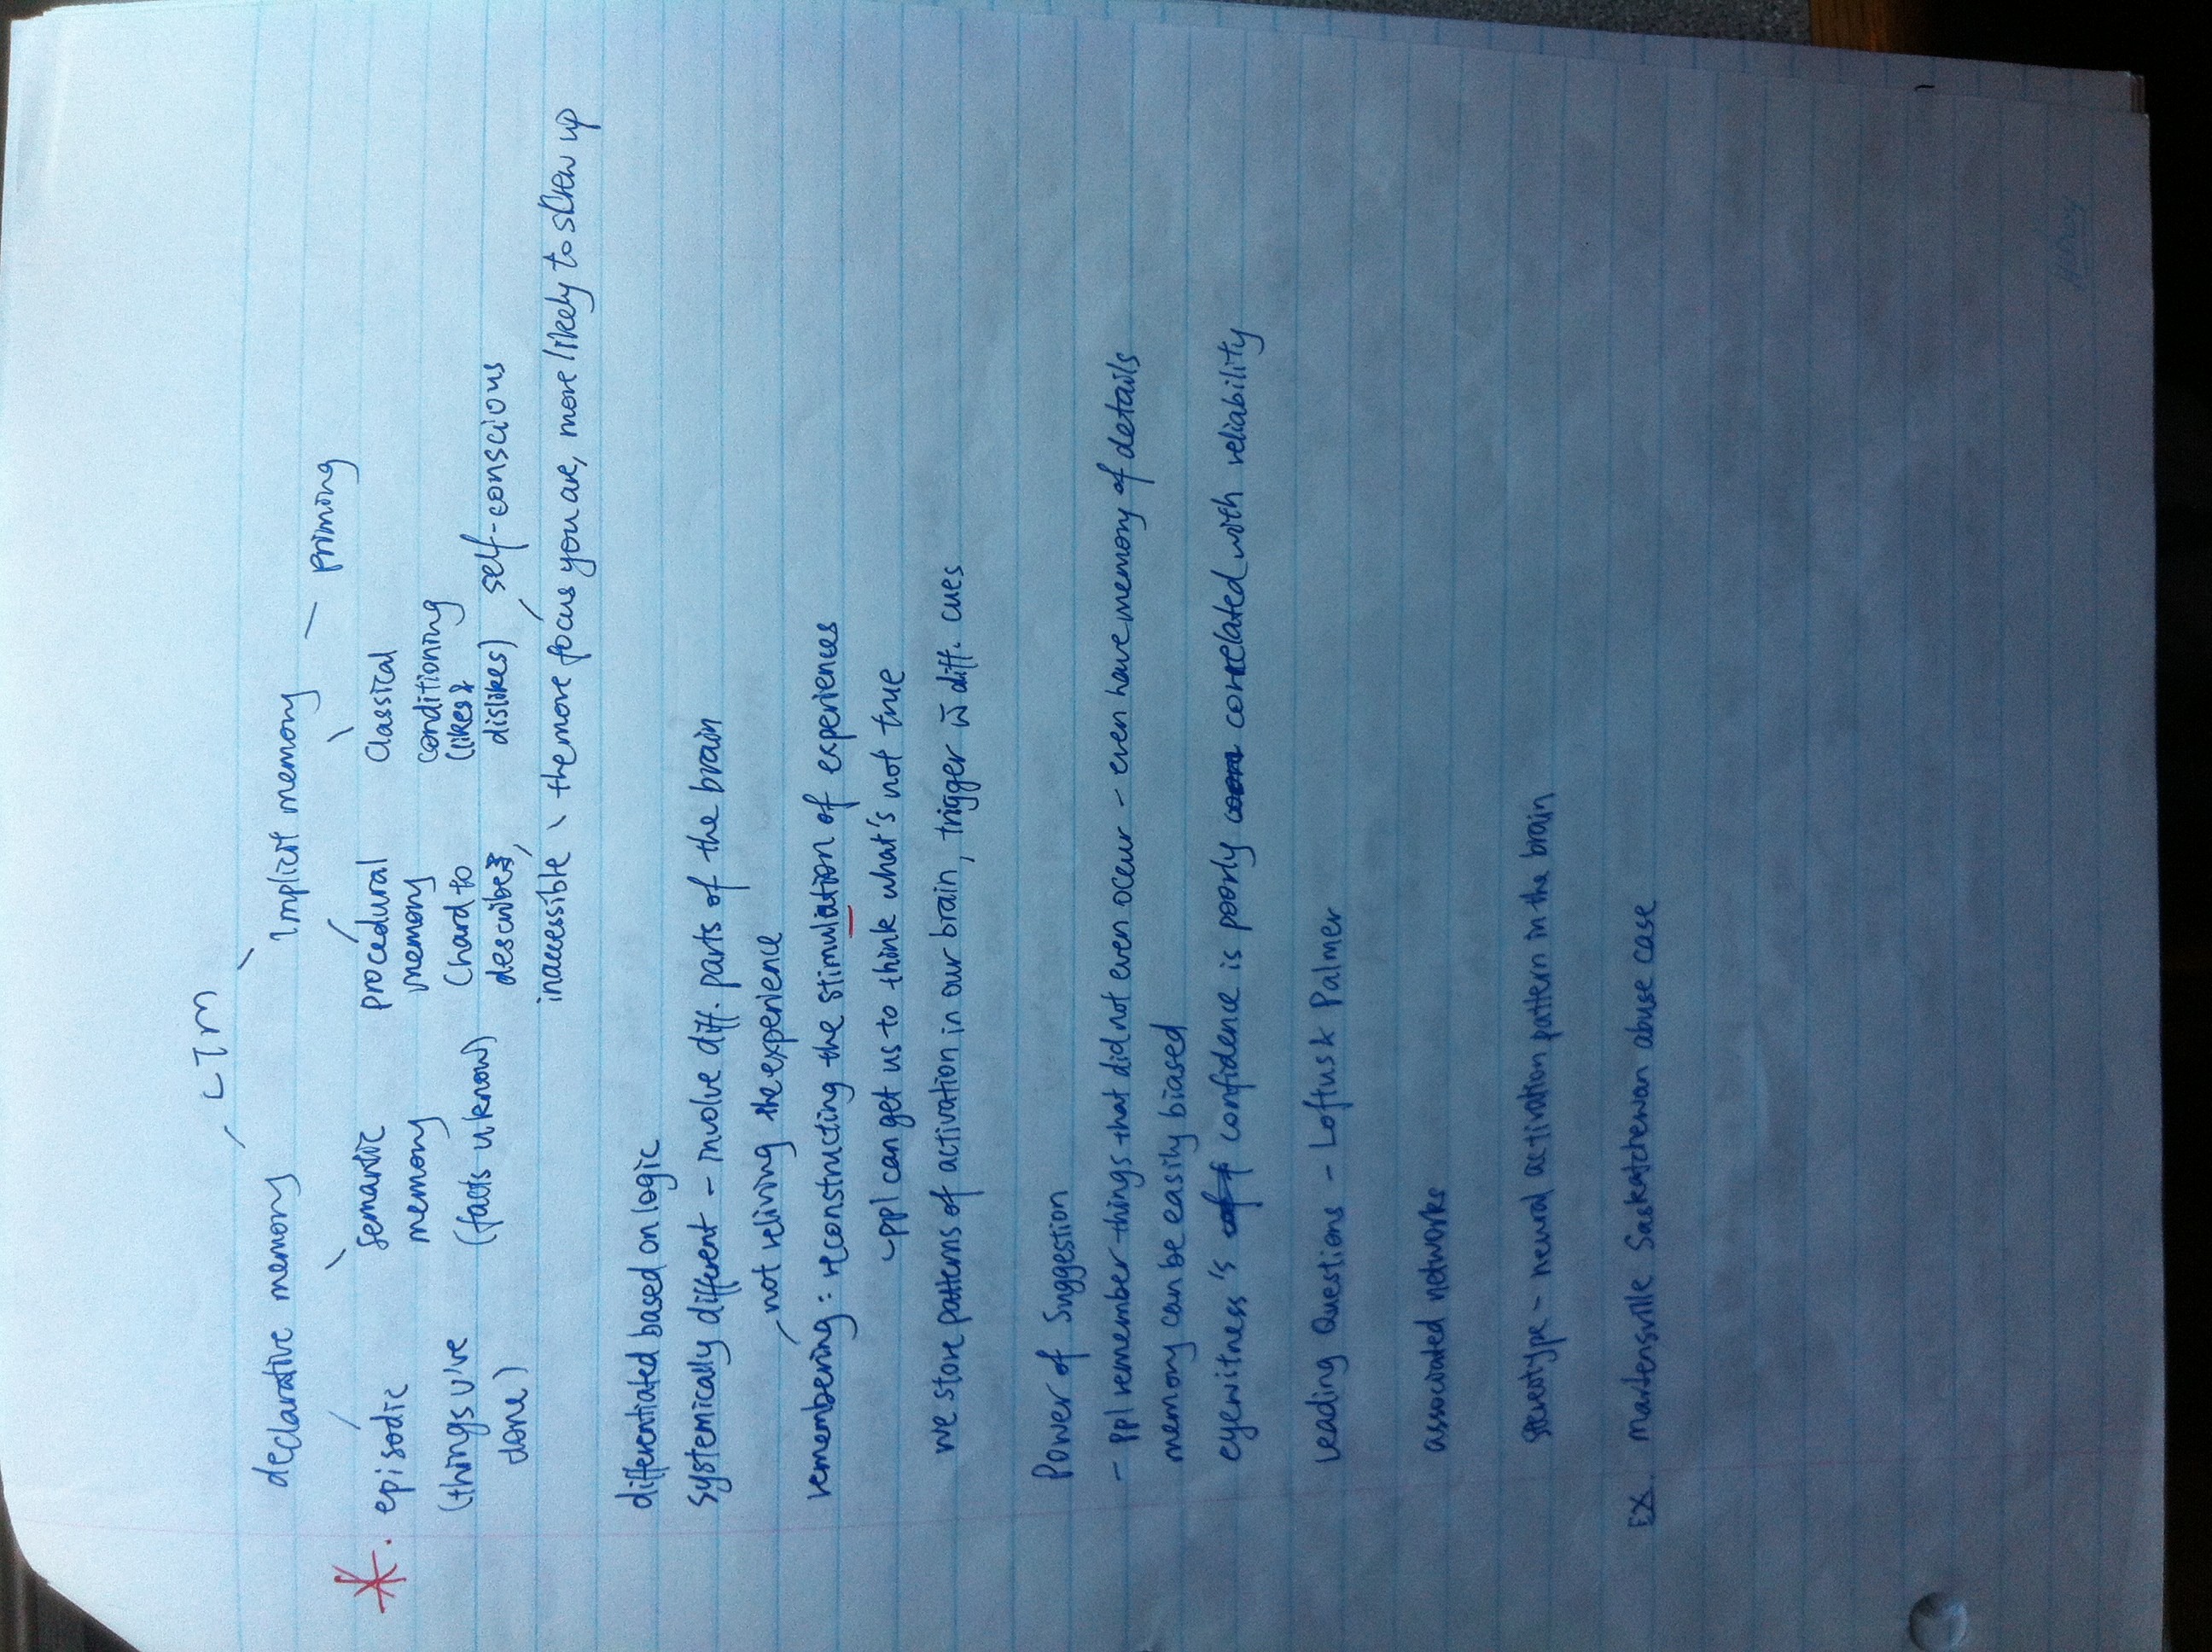 LTM
declarative memory
Implicit memory
priming
*. episodic
(things u've
done)
semantic
memory
(facts u know)
procedural
memory
(hard to
describe,
inaccessible
classical
conditioning
(likes &
dislikes)
self-conscious
the more focus you are, more likely to screw up
differentiated based on logic
systemically different - involve diff. parts of the brain
not reliving the experience
remembering: reconstructing the stimulation of experiences
- ppl can get us to think what's not true
we store patterns of activation in our brain, trigger w̄ diff. cues
Power of Suggestion
- ppl remember things that did not even occur - even have memory of details
memory can be easily biased
eyewitness's confidence is poorly correlated with reliability
Leading Questions - Loftus & Palmer
associated networks
stereotype - neural activation pattern in the brain
EX. Martensville Saskatchewan abuse case